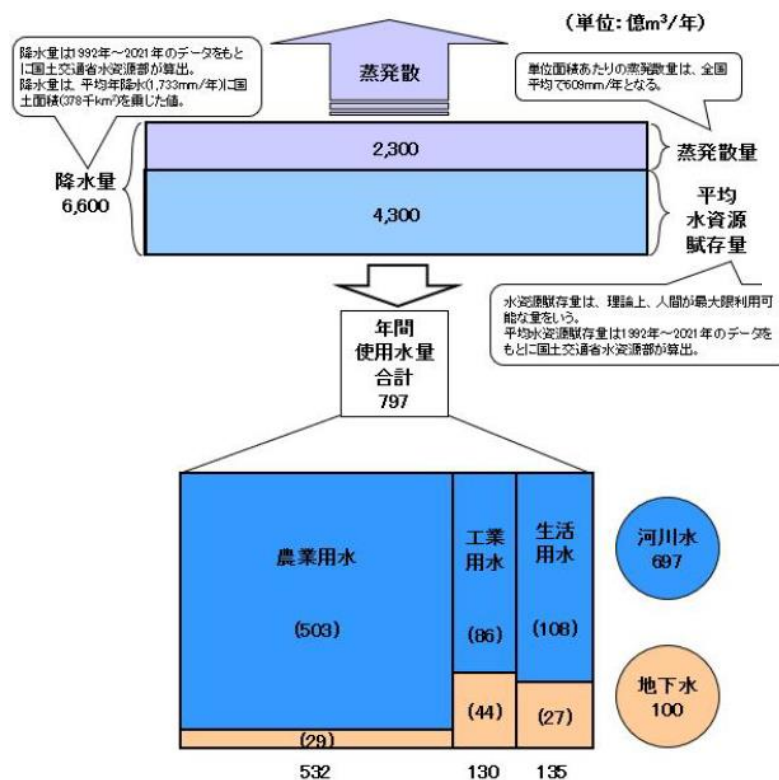 (単位:億m³/年)
降水量は1992年～2021年のデータをもと
に国土交通省水資源部が算出。
降水量は、平均年降水(1,733mm/年)に国
土面積(378千km²)を乗じた値。
蒸発散
単位面積あたりの蒸発散量は、全国
平均で609mm/年となる。
2,300
蒸発散量
降水量
6,600
4,300
平均
水資源
賦存量
水資源賦存量は、理論上、人間が最大限利用可
能な量をいう。
平均水資源賦存量は1992年～2021年のデータを
もとに国土交通省水資源部が算出。
年間
使用水量
合計
797
農業用水
(503)
(29)
532
工業
用水
(86)
(44)
130
生活
用水
(108)
(27)
135
河川水
697
地下水
100